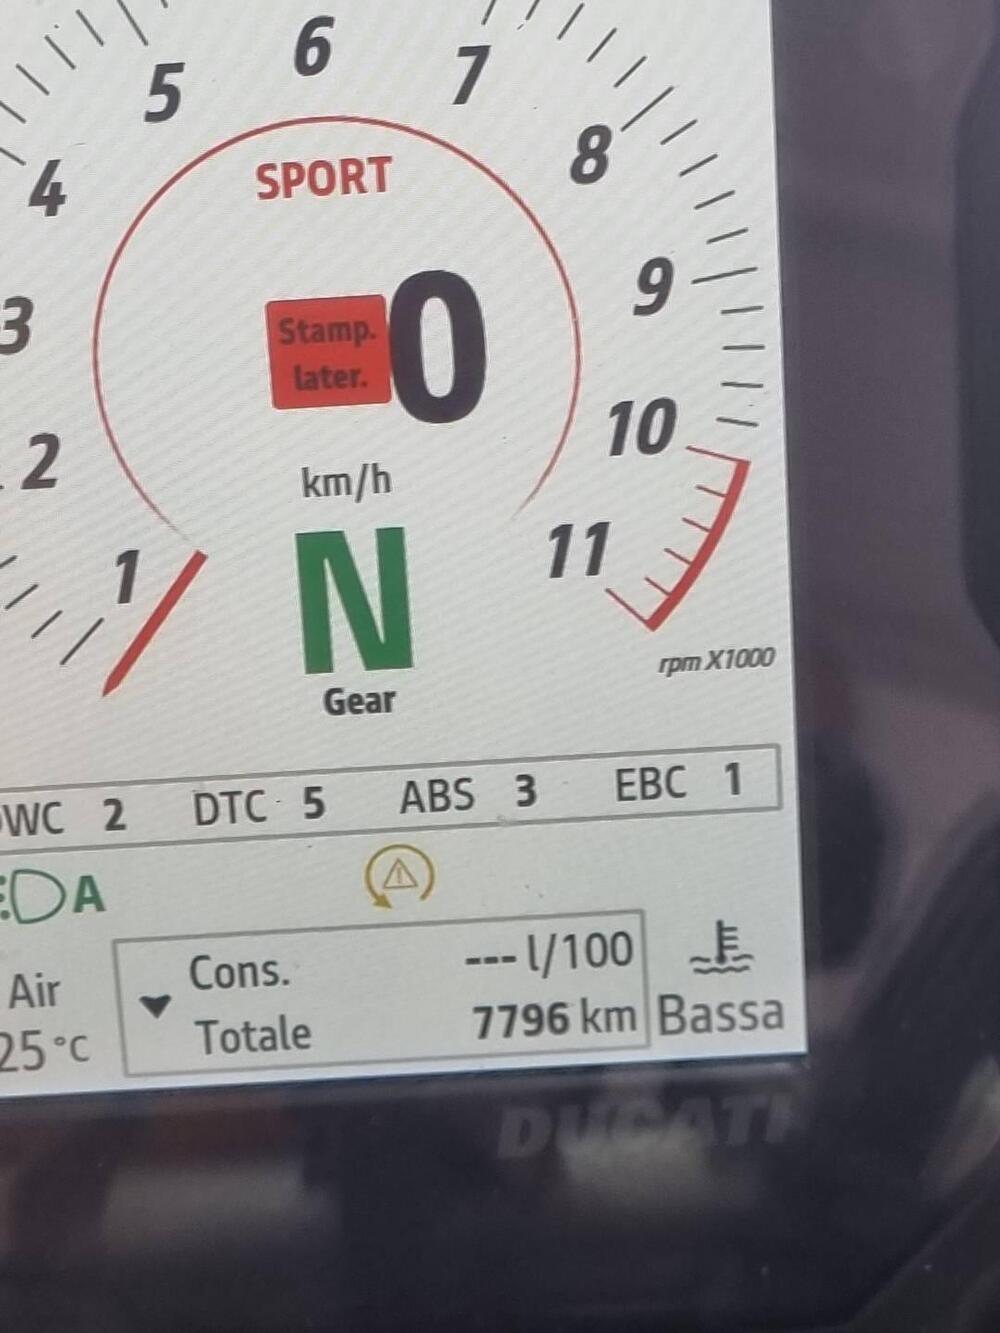 6
5
7
4
8
SPORT
3
9
Stamp.
later.
0
10
2
km/h
1
11
N
rpm X1000
Gear
WC 2 DTC 5 ABS 3 EBC 1
A
Air
25 °C
Cons. --- l/100
Totale 7796 km
Bassa
DUCATI